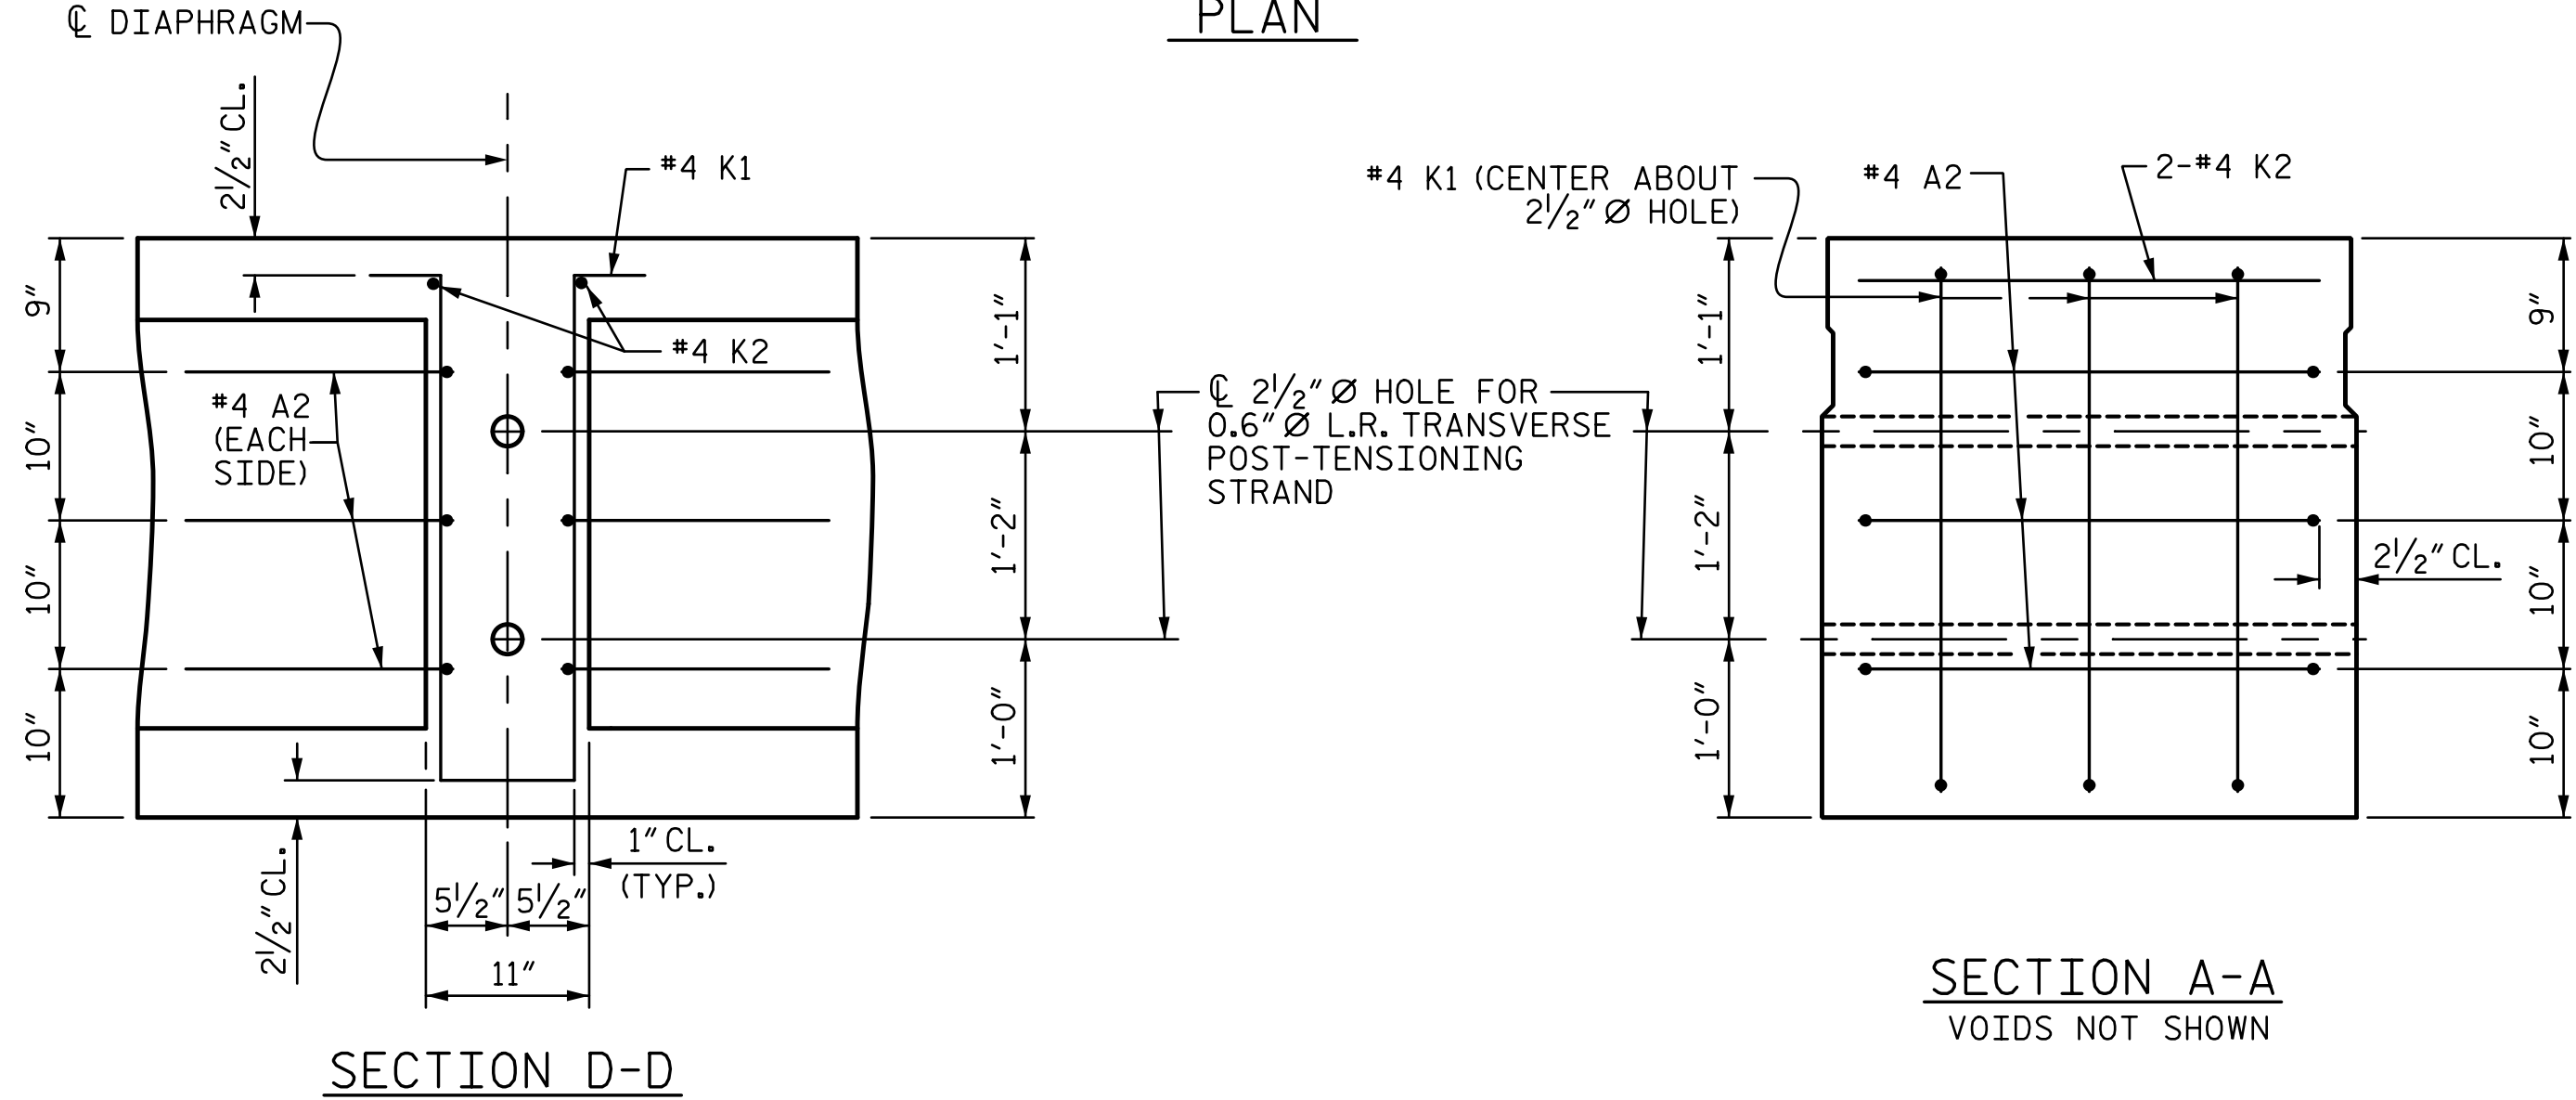 PLAN
℄ DIAPHRAGM
2½" CL.
#4 K1
#4 K2
9"
10"
10"
10"
#4 A2
(EACH
SIDE)
1'-1"
1'-2"
1'-0"
2½" CL.
1" CL.
(TYP.)
5½"
5½"
11"
SECTION D-D
℄ 2½" Ø HOLE FOR
0.6" Ø L.R. TRANSVERSE
POST-TENSIONING
STRAND
#4 K1 (CENTER ABOUT
2½" Ø HOLE)
#4 A2
2-#4 K2
1'-1"
1'-2"
1'-0"
9"
10"
10"
10"
2½" CL.
SECTION A-A
VOIDS NOT SHOWN